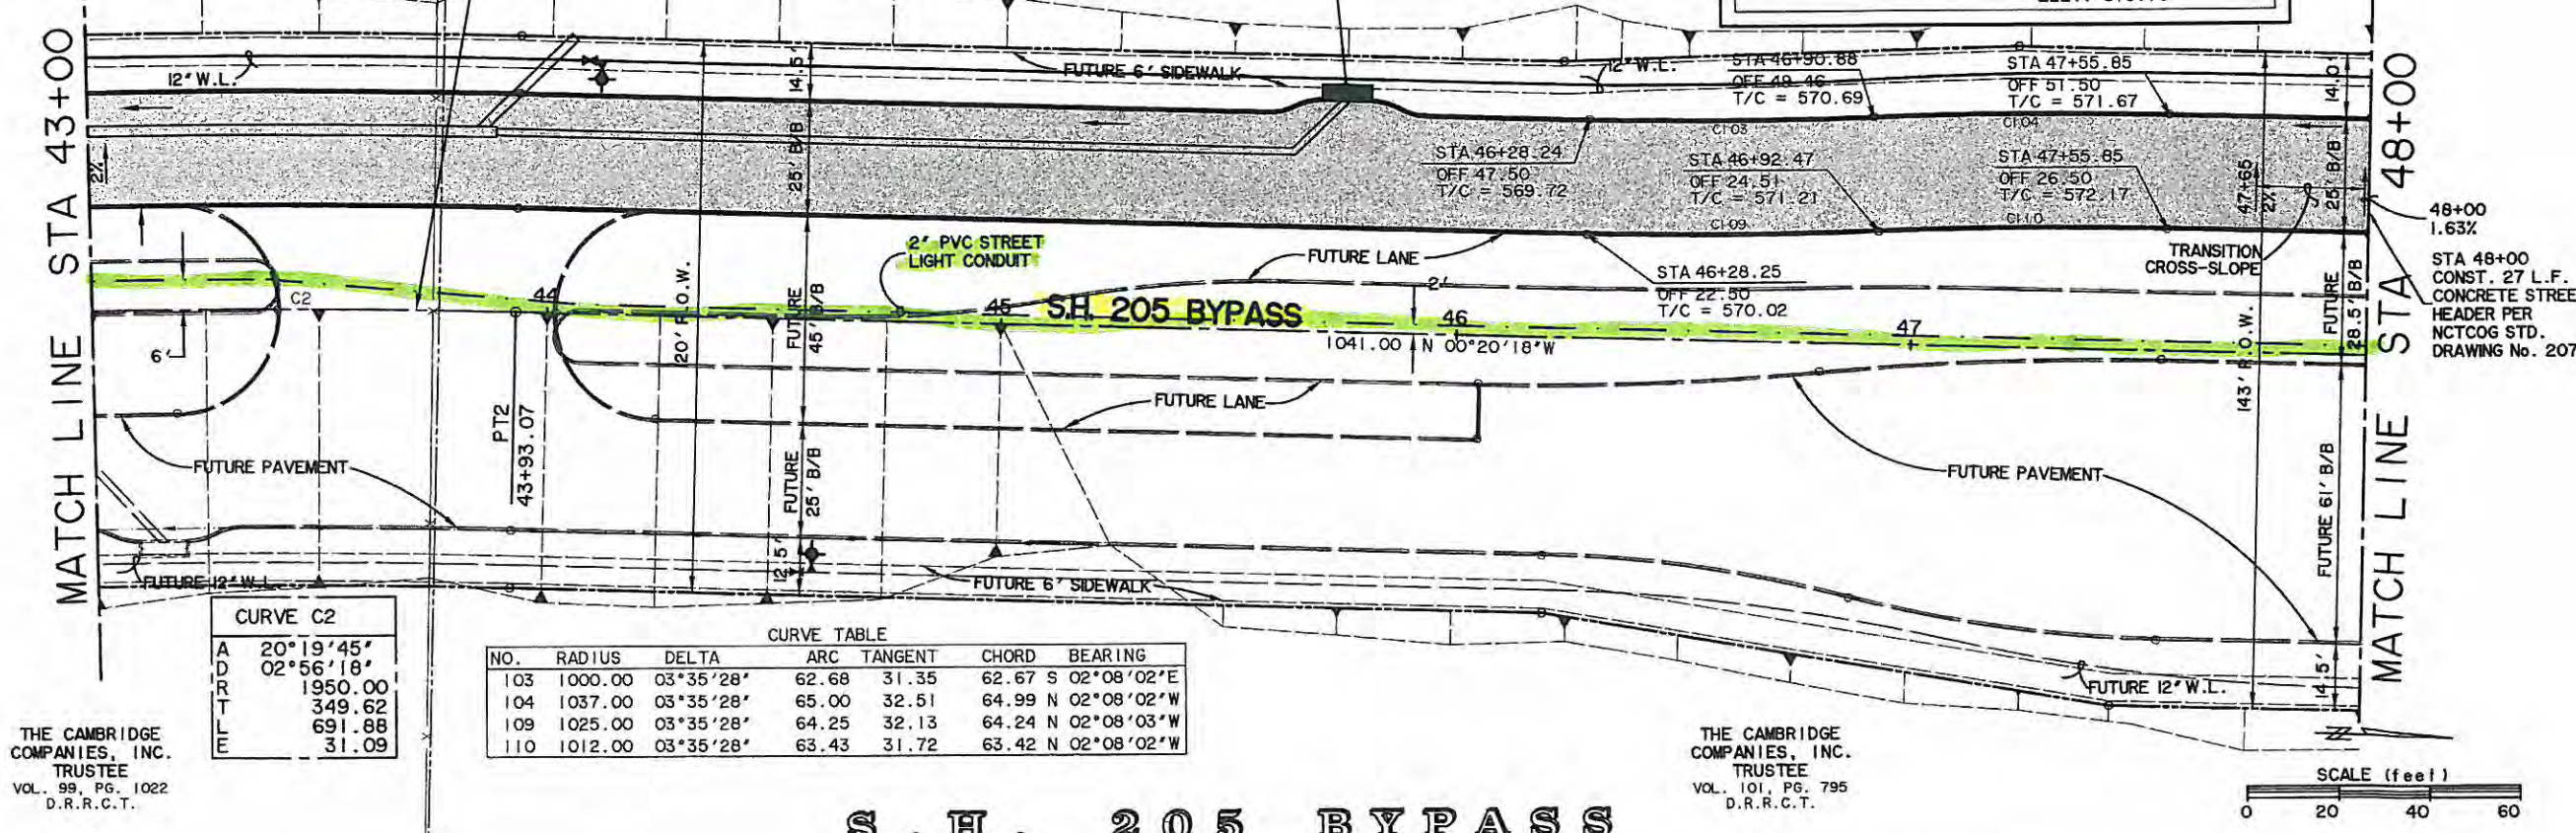 MATCH LINE STA 43+00
12" W.L.
14.5'
FUTURE 6' SIDEWALK
12" W.L.
STA 46+90.88
OFF 49.46
T/C = 570.69
STA 47+55.85
OFF 51.50
T/C = 571.67
14.0'
2%
25' B/B
STA 46+28.24
OFF 47.50
T/C = 569.72
C103
STA 46+92.47
OFF 24.51
T/C = 571.21
C109
C104
STA 47+55.85
OFF 26.50
T/C = 572.17
C110
47+65
2%
25' B/B
48+00
1.63%
TRANSITION
CROSS-SLOPE
STA 48+00
CONST. 27 L.F.
CONCRETE STREE
HEADER PER
NCTCOG STD.
DRAWING No. 207
2" PVC STREET
LIGHT CONDUIT
FUTURE LANE
STA 46+28.25
OFF 22.50
T/C = 570.02
C2
44
45
S.H. 205 BYPASS
46
47
2'
1041.00 N 00°20'18"W
6'
120' R.O.W.
FUTURE
45' B/B
FUTURE
28.5' B/B
143' R.O.W.
PT2
43+93.07
FUTURE LANE
FUTURE PAVEMENT
FUTURE PAVEMENT
FUTURE
25' B/B
FUTURE 61' B/B
12.5'
FUTURE 12" W.L.
FUTURE 6' SIDEWALK
FUTURE 12" W.L.
14.5'
MATCH LINE STA 48+00
CURVE C2
A 20°19'45"
D 02°56'18"
R 1950.00
T 349.62
L 691.88
E 31.09
CURVE TABLE
NO. RADIUS DELTA ARC TANGENT CHORD BEARING
103 1000.00 03°35'28" 62.68 31.35 62.67 S 02°08'02"E
104 1037.00 03°35'28" 65.00 32.51 64.99 N 02°08'02"W
109 1025.00 03°35'28" 64.25 32.13 64.24 N 02°08'03"W
110 1012.00 03°35'28" 63.43 31.72 63.42 N 02°08'02"W
THE CAMBRIDGE
COMPANIES, INC.
TRUSTEE
VOL. 99, PG. 1022
D.R.R.C.T.
THE CAMBRIDGE
COMPANIES, INC.
TRUSTEE
VOL. 101, PG. 795
D.R.R.C.T.
SCALE (feet)
0 20 40 60
S.H. 205 BYPASS